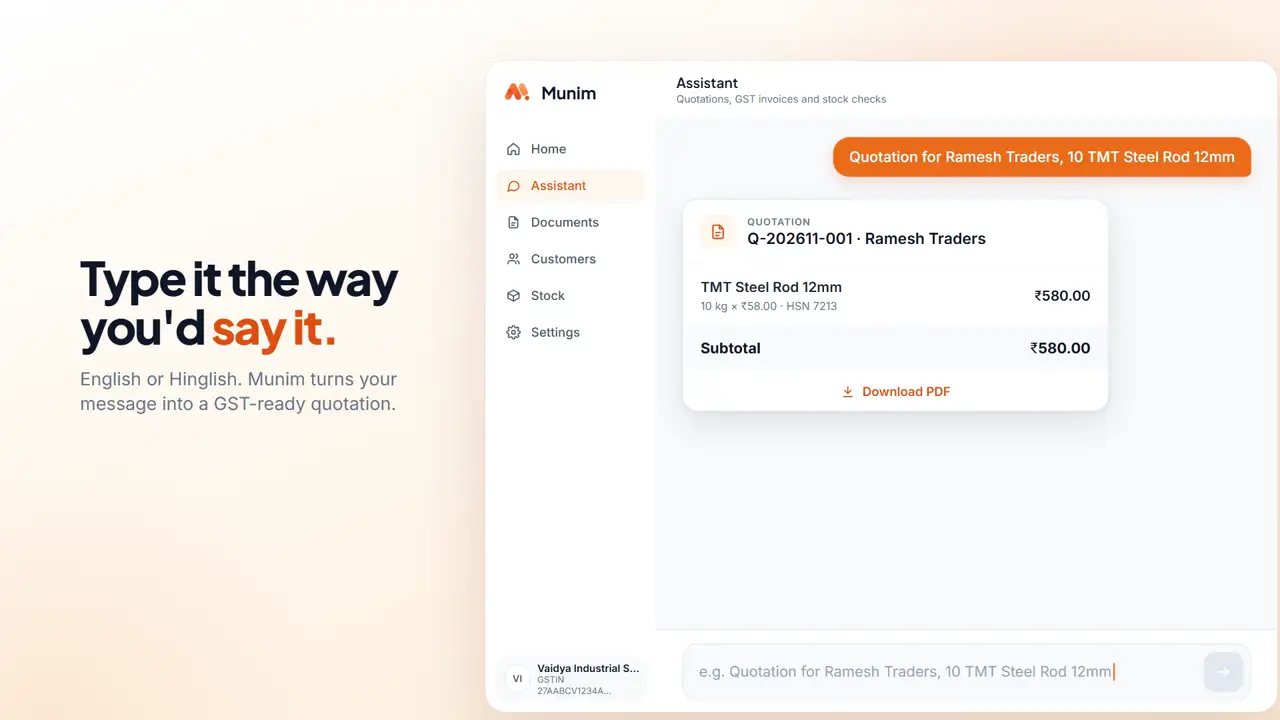 Type it the way
you'd say it.
English or Hinglish. Munim turns your
message into a GST-ready quotation.
Munim
Home
Assistant
Documents
Customers
Stock
Settings
VI
Vaidya Industrial S...
GSTIN
27AABCV1234A...
Assistant
Quotations, GST invoices and stock checks
Quotation for Ramesh Traders, 10 TMT Steel Rod 12mm
QUOTATION
Q-202611-001 · Ramesh Traders
TMT Steel Rod 12mm
10 kg × ₹58.00 · HSN 7213
₹580.00
Subtotal
₹580.00
Download PDF
e.g. Quotation for Ramesh Traders, 10 TMT Steel Rod 12mm